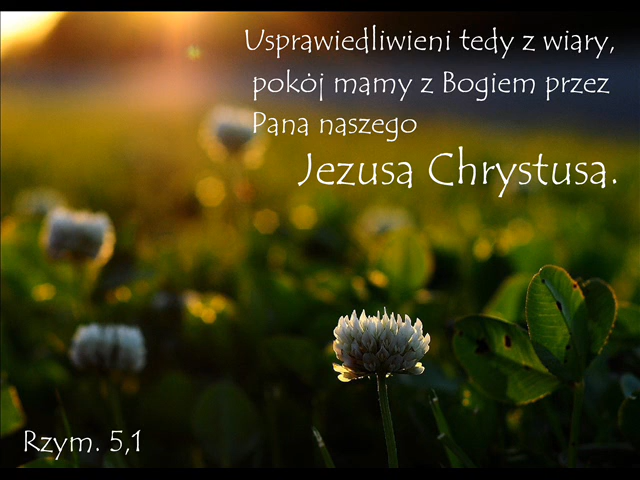 Usprawiedliwieni tedy z wiary,
pokój mamy z Bogiem przez
Pana naszego
Jezusa Chrystusa.
Rzym. 5,1